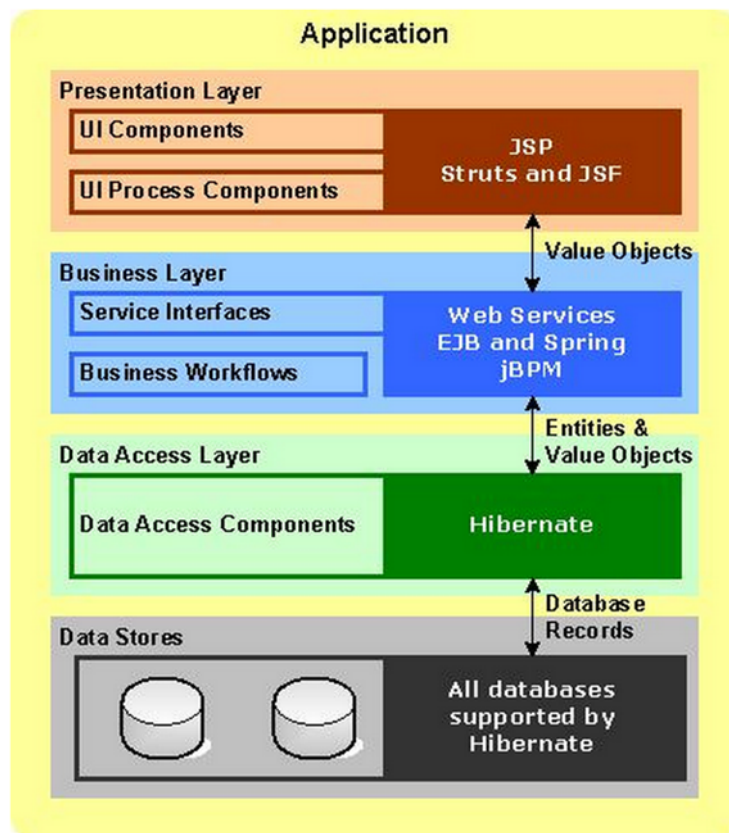 Application
Presentation Layer
UI Components
UI Process Components
JSP
Struts and JSF
Value Objects
Business Layer
Service Interfaces
Business Workflows
Web Services
EJB and Spring
jBPM
Entities &
Value Objects
Data Access Layer
Data Access Components
Hibernate
Database
Records
Data Stores
All databases
supported by
Hibernate